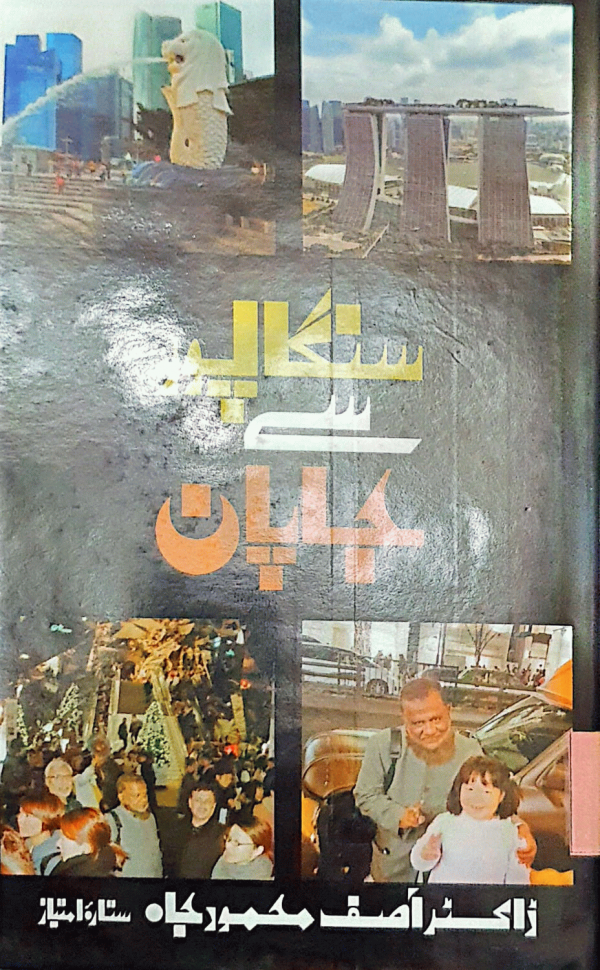 سنگاپور
سے
جاپان
ڈاکٹر آصف محمود جاہ ستارۂ امتیاز